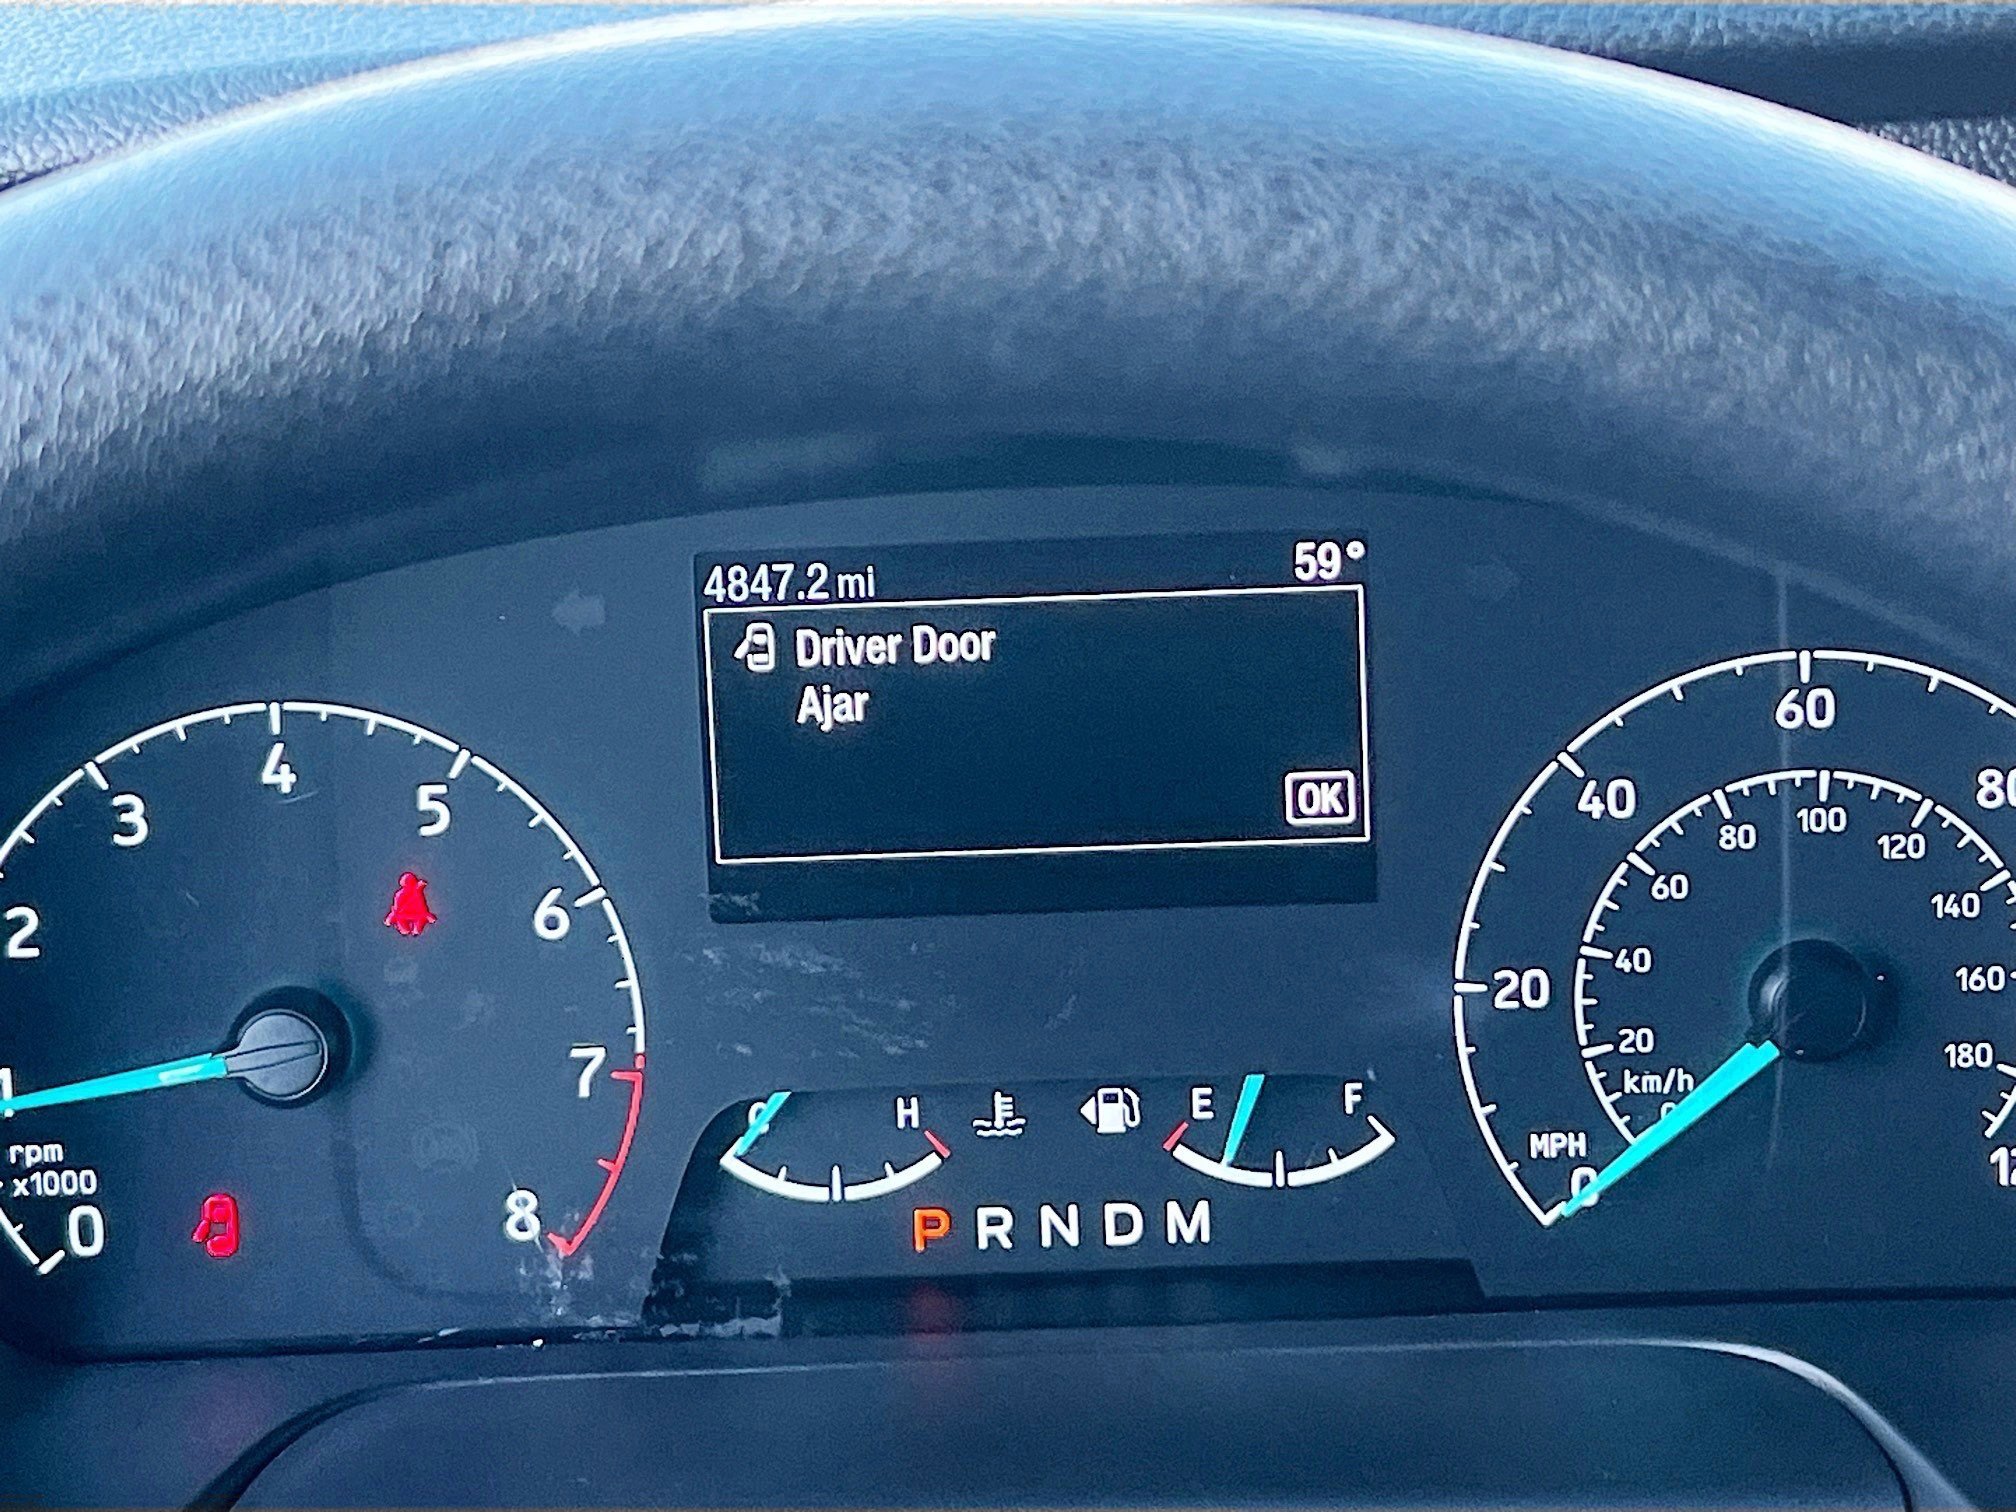 4847.2 mi 59°
Driver Door
Ajar
OK
1 2 3 4 5 6 7 8
rpm
x1000
0
H
E F
P R N D M
0 20 40 60 80
MPH
20 40 60 80 100 120 140 160 180
km/h